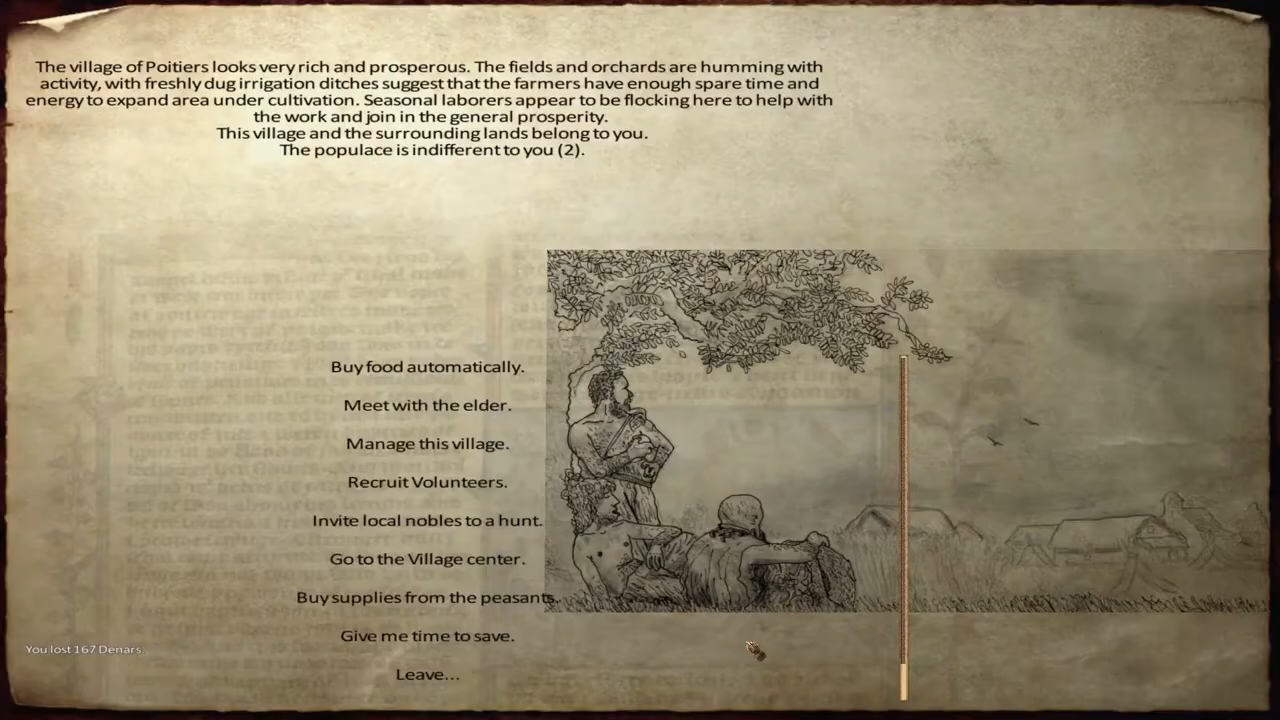 The village of Poitiers looks very rich and prosperous. The fields and orchards are humming with
activity, with freshly dug irrigation ditches suggest that the farmers have enough spare time and
energy to expand area under cultivation. Seasonal laborers appear to be flocking here to help with
the work and join in the general prosperity.
This village and the surrounding lands belong to you.
The populace is indifferent to you (2).
Buy food automatically.
Meet with the elder.
Manage this village.
Recruit Volunteers.
Invite local nobles to a hunt.
Go to the Village center.
Buy supplies from the peasants.
Give me time to save.
You lost 167 Denars.
Leave...